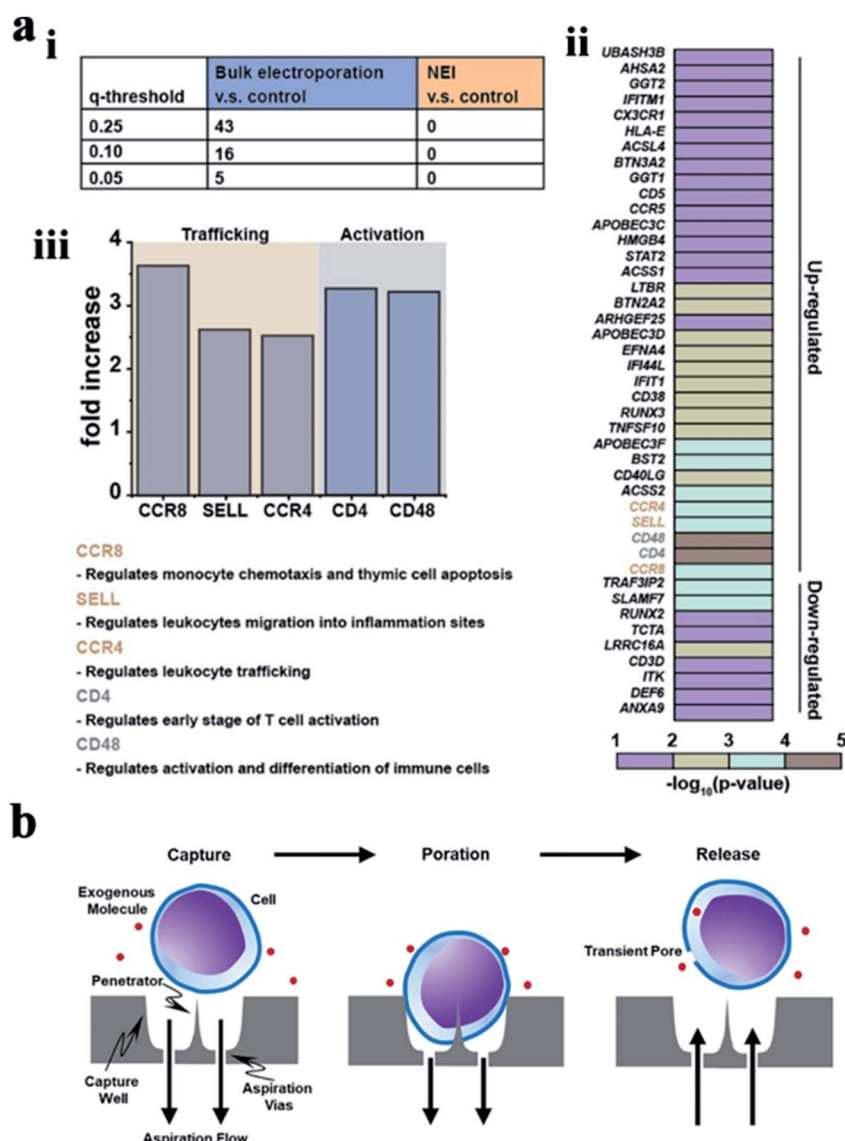 a
i
q-threshold
Bulk electroporation
v.s. control
NEI
v.s. control
0.25 43 0
0.10 16 0
0.05 5 0
ii
UBASH3B
AHSA2
GGT2
IFITM1
CX3CR1
HLA-E
ACSL4
BTN3A2
GGT1
CD5
CCR5
APOBEC3C
HMGB4
STAT2
ACSS1
LTBR
BTN2A2
ARHGEF25
APOBEC3D
EFNA4
IFI44L
IFIT1
CD38
RUNX3
TNFSF10
APOBEC3F
BST2
CD40LG
ACSS2
CCR4
SELL
CD48
CD4
CCR8
TRAF3IP2
SLAMF7
RUNX2
TCTA
LRRC16A
CD3D
ITK
DEF6
ANXA9
Up-regulated
Down-regulated
1 2 3 4 5
-log10(p-value)
iii
Trafficking Activation
fold increase
4
3
2
1
0
CCR8 SELL CCR4 CD4 CD48
CCR8
- Regulates monocyte chemotaxis and thymic cell apoptosis
SELL
- Regulates leukocytes migration into inflammation sites
CCR4
- Regulates leukocyte trafficking
CD4
- Regulates early stage of T cell activation
CD48
- Regulates activation and differentiation of immune cells
b
Capture Poration Release
Exogenous
Molecule
Cell
Penetrator
Capture
Well
Aspiration
Vias
Aspiration Flow
Transient Pore